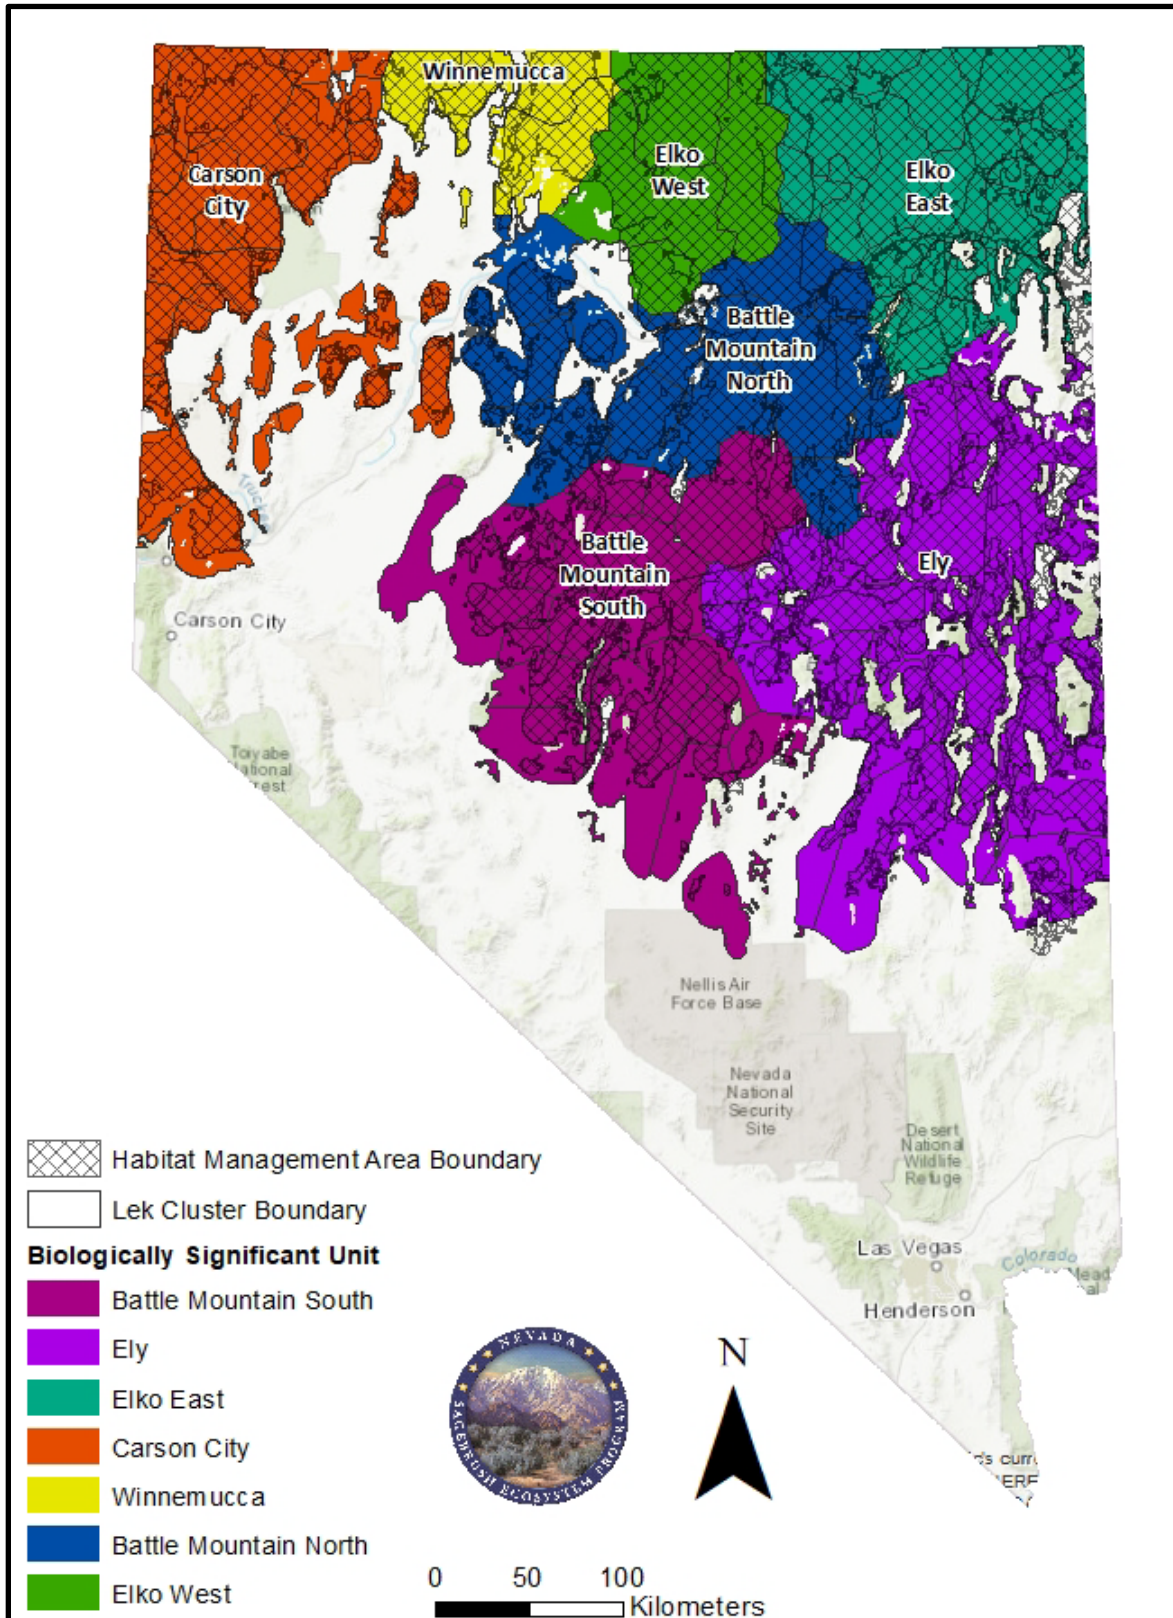 Winnemucca
Carson
City
Elko
West
Elko
East
Battle
Mountain
North
Battle
Mountain
South
Ely
Carson City
Toiyabe
National
Nellis Air
Force Base
Nevada
National
Security
Site
Desert
National
Wildlife
Refuge
Las Vegas
Henderson
Colorado
Mead
Habitat Management Area Boundary
Lek Cluster Boundary
Biologically Significant Unit
Battle Mountain South
Ely
Elko East
Carson City
Winnemucca
Battle Mountain North
Elko West
NEVADA
SAGEBRUSH ECOSYSTEM PROGRAM
N
0 50 100
Kilometers